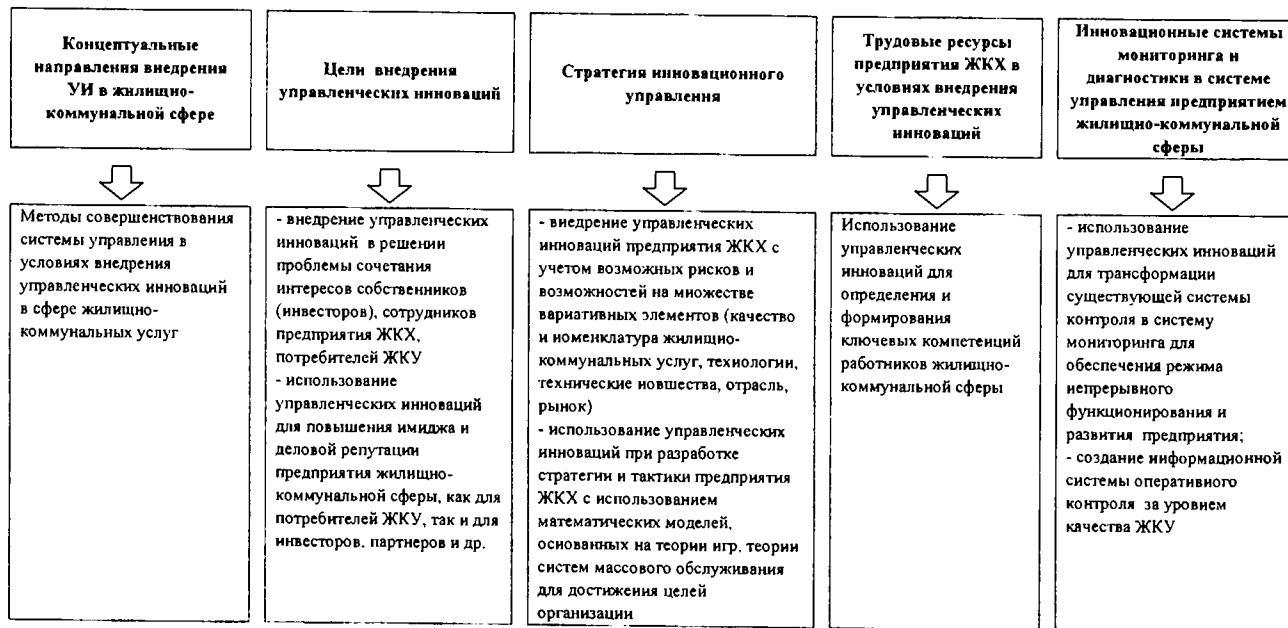 Концептуальные
направления внедрения
УИ в жилищно-
коммунальной сфере
Методы совершенствования
системы управления в
условиях внедрения
управленческих инноваций
в сфере жилищно-
коммунальных услуг
Цели внедрения
управленческих инноваций
- внедрение управленческих
инноваций в решении
проблемы сочетания
интересов собственников
(инвесторов), сотрудников
предприятия ЖКХ,
потребителей ЖКУ
- использование
управленческих инноваций
для повышения имиджа и
деловой репутации
предприятия жилищно-
коммунальной сферы, как для
потребителей ЖКУ, так и для
инвесторов, партнеров и др.
Стратегия инновационного
управления
- внедрение управленческих
инноваций предприятия ЖКХ с
учетом возможных рисков и
возможностей на множестве
вариативных элементов (качество
и номенклатура жилищно-
коммунальных услуг, технологии,
технические новшества, отрасль,
рынок)
- использование управленческих
инноваций при разработке
стратегии и тактики предприятия
ЖКХ с использованием
математических моделей,
основанных на теории игр, теории
систем массового обслуживания
для достижения целей
организации
Трудовые ресурсы
предприятия ЖКХ в
условиях внедрения
управленческих
инноваций
Использование
управленческих
инноваций для
определения и
формирования
ключевых компетенций
работников жилищно-
коммунальной сферы
Инновационные системы
мониторинга и
диагностики в системе
управления предприятием
жилищно-коммунальной
сферы
- использование
управленческих инноваций
для трансформации
существующей системы
контроля в систему
мониторинга для
обеспечения режима
непрерывного
функционирования и
развития предприятия;
- создание информационной
системы оперативного
контроля за уровнем
качества ЖКУ